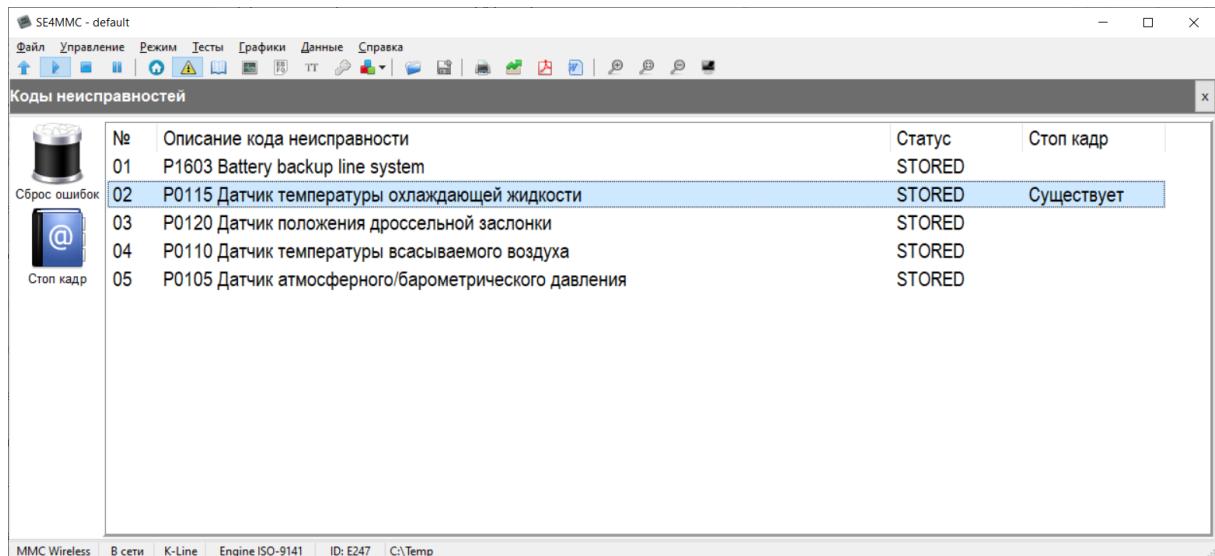 SE4MMC - default
Файл Управление Режим Тесты Графики Данные Справка
Коды неисправностей
x
Сброс ошибок
Стоп кадр
№ Описание кода неисправности Статус Стоп кадр
01 P1603 Battery backup line system STORED
02 P0115 Датчик температуры охлаждающей жидкости STORED Существует
03 P0120 Датчик положения дроссельной заслонки STORED
04 P0110 Датчик температуры всасываемого воздуха STORED
05 P0105 Датчик атмосферного/барометрического давления STORED
MMC Wireless В сети K-Line Engine ISO-9141 ID: E247 C:\Temp